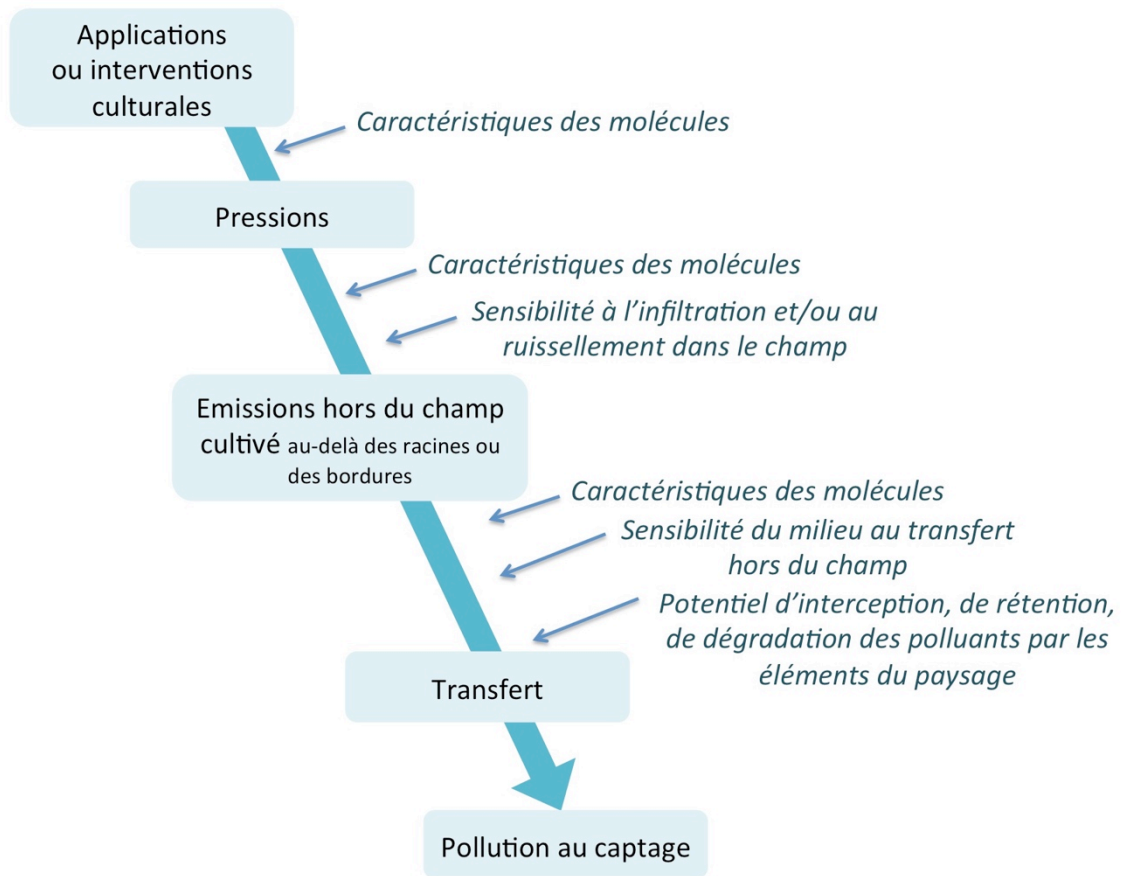 Applications
ou interventions
culturales
Caractéristiques des molécules
Pressions
Caractéristiques des molécules
Sensibilité à l’infiltration et/ou au
ruissellement dans le champ
Emissions hors du champ
cultivé au-delà des racines ou
des bordures
Caractéristiques des molécules
Sensibilité du milieu au transfert
hors du champ
Potentiel d’interception, de rétention,
de dégradation des polluants par les
éléments du paysage
Transfert
Pollution au captage